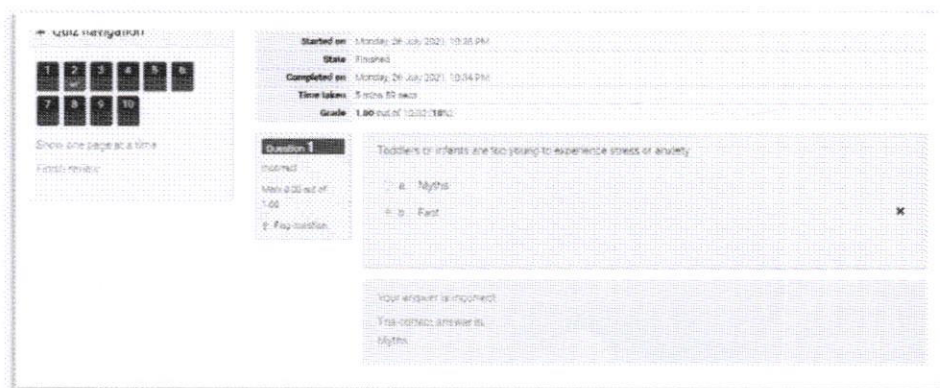 Quiz navigation
1 2 3 4 5 6
7 8 9 10
Show one page at a time
Finish review
Started on Monday, 26 July 2021,
State Finished
Completed on Monday, 26 July 2021, 10:34 PM
Time taken 5 mins 59 secs
Grade 1.00 out of 10.00 (10%)
Question 1
Incorrect
Mark 0.00 out of
1.00
Flag question
Toddlers or infants are too young to experience stress or anxiety
a. Myths
b. Fact
Your answer is incorrect.
The correct answer is:
Myths